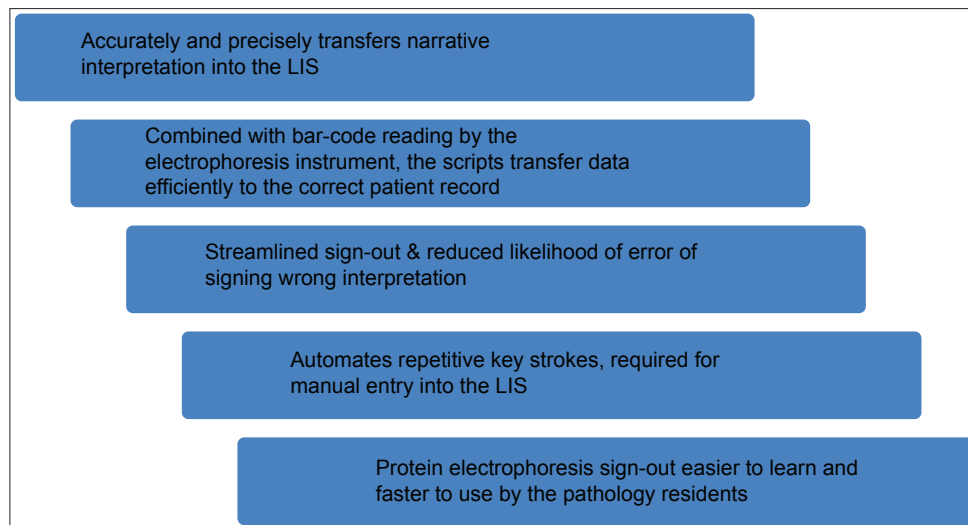 Accurately and precisely transfers narrative
interpretation into the LIS
Combined with bar-code reading by the
electrophoresis instrument, the scripts transfer data
efficiently to the correct patient record
Streamlined sign-out & reduced likelihood of error of
signing wrong interpretation
Automates repetitive key strokes, required for
manual entry into the LIS
Protein electrophoresis sign-out easier to learn and
faster to use by the pathology residents